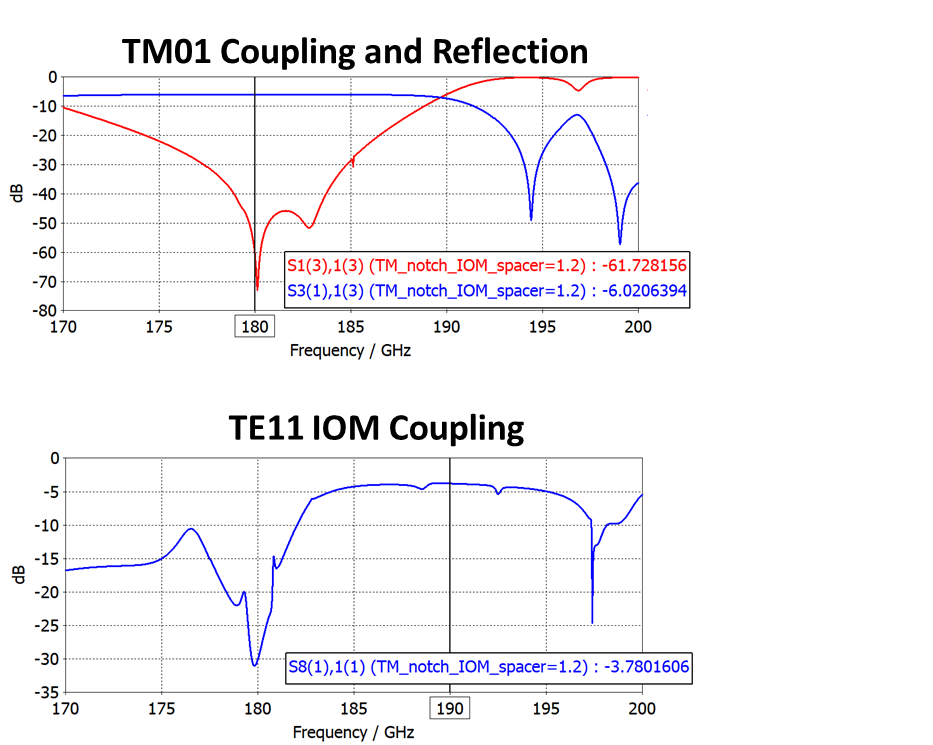 TM01 Coupling and Reflection
0
-10
-20
-30
-40
-50
-60
-70
-80
dB
S1(3),1(3) (TM_notch_IOM_spacer=1.2) : -61.728156
S3(1),1(3) (TM_notch_IOM_spacer=1.2) : -6.0206394
170 175 180 185 190 195 200
Frequency / GHz
TE11 IOM Coupling
0
-5
-10
-15
-20
-25
-30
-35
dB
S8(1),1(1) (TM_notch_IOM_spacer=1.2) : -3.7801606
170 175 180 185 190 195 200
Frequency / GHz